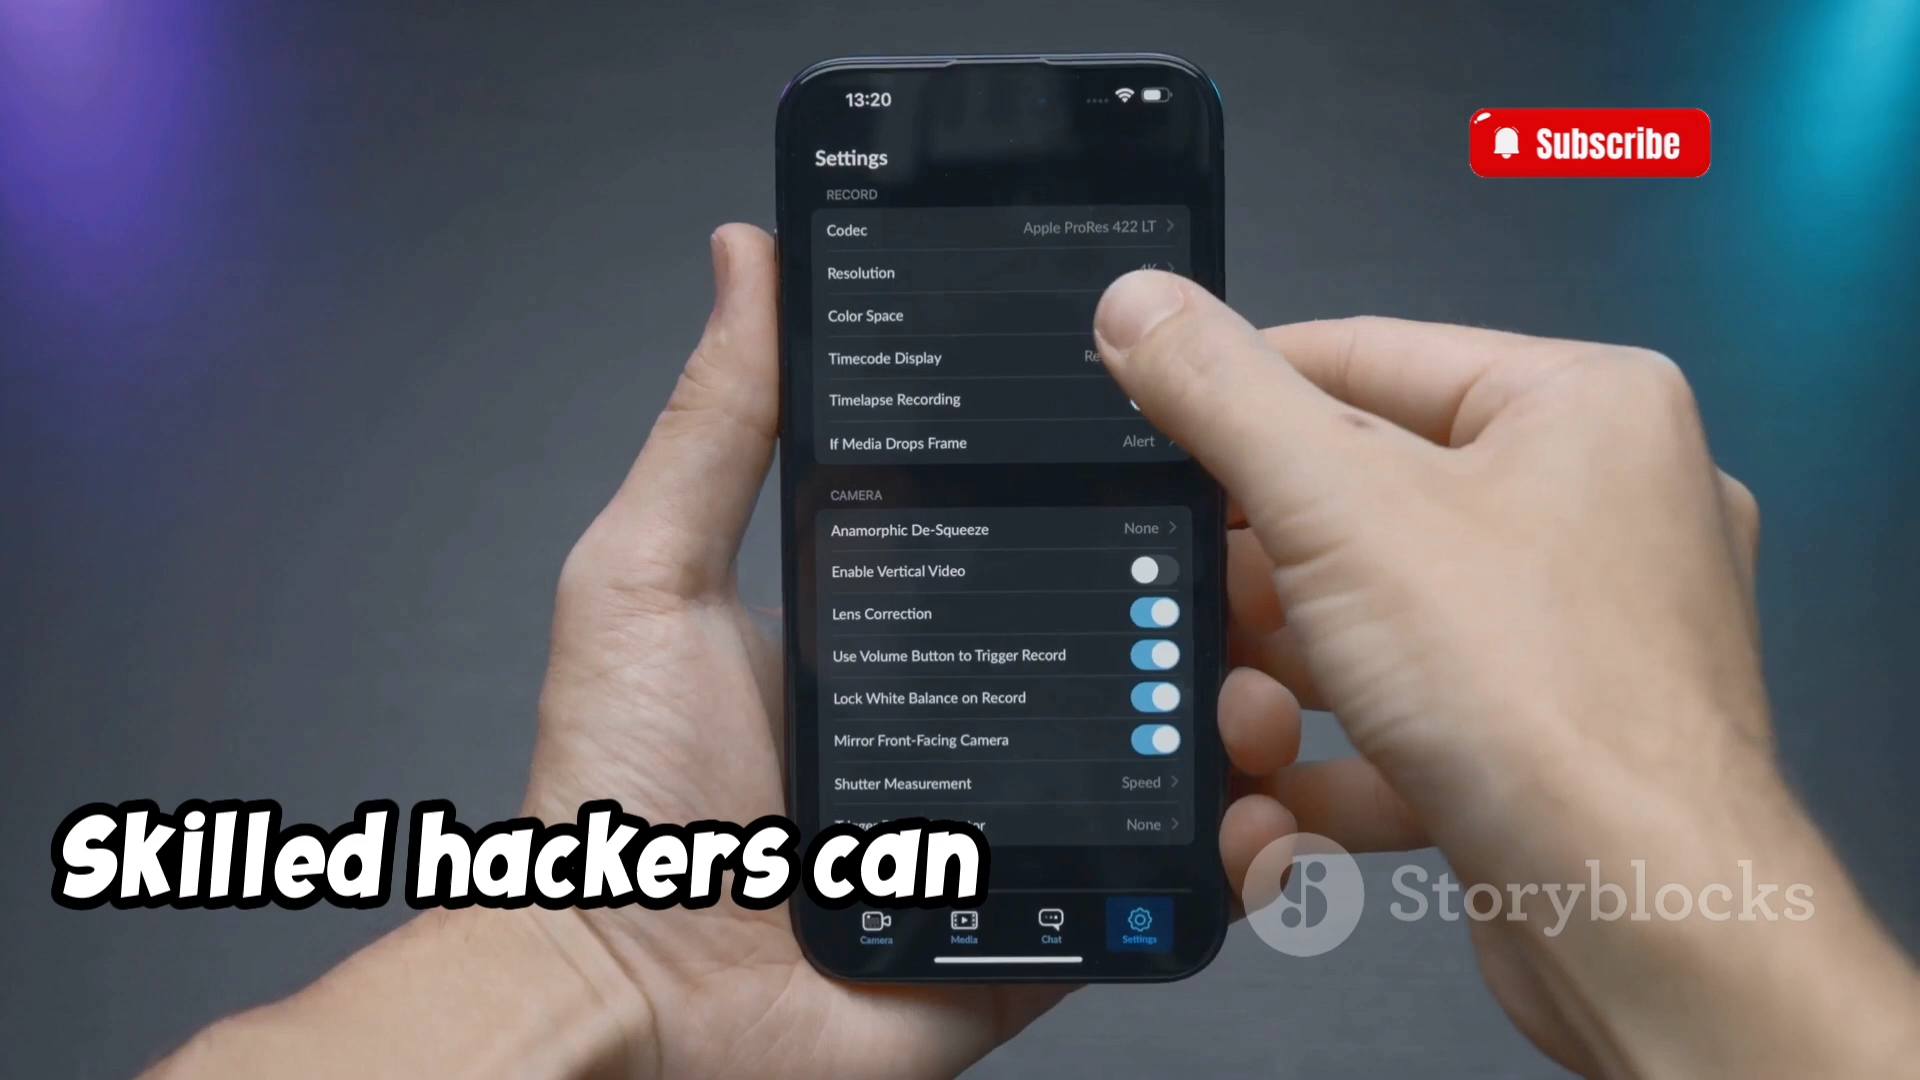 13:20
Subscribe
Settings
RECORD
Codec Apple ProRes 422 LT
Resolution 4K
Color Space
Timecode Display Re
Timelapse Recording
If Media Drops Frame Alert
CAMERA
Anamorphic De-Squeeze None
Enable Vertical Video
Lens Correction
Use Volume Button to Trigger Record
Lock White Balance on Record
Mirror Front-Facing Camera
Shutter Measurement Speed
None
Skilled hackers can
Storyblocks
Camera Media Chat Settings